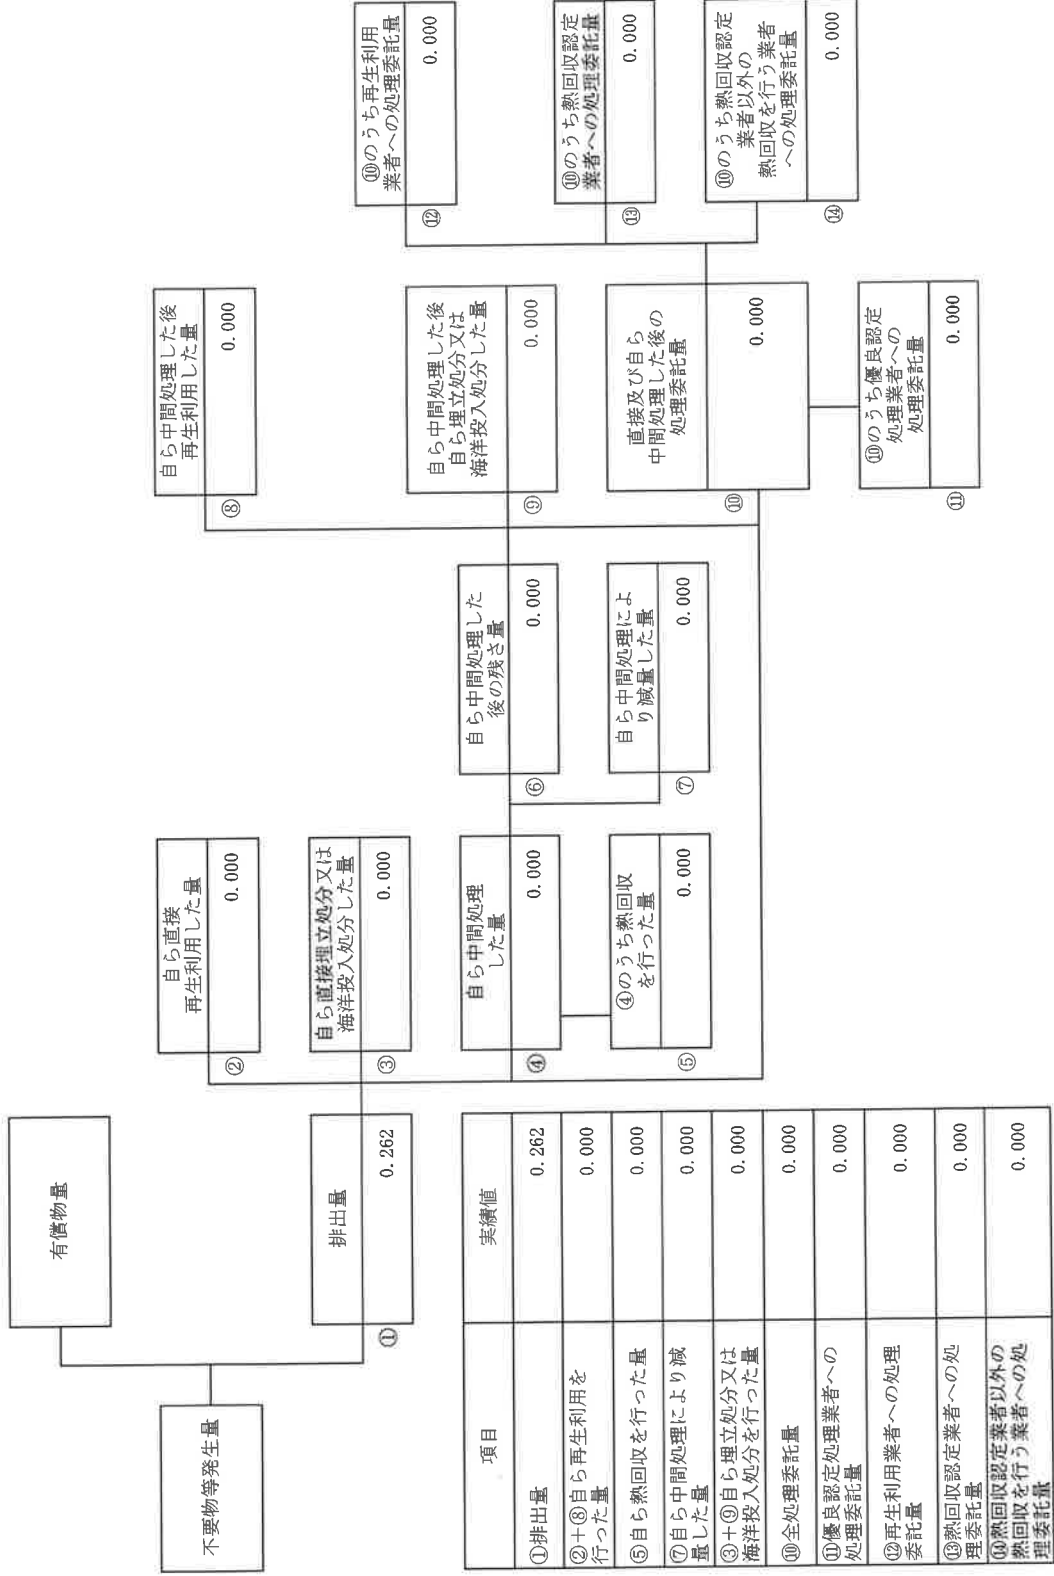 不要物等発生量
有償物量
排出量
①
0.262
自ら直接
再生利用した量
②
0.000
自ら直接埋立処分又は
海洋投入処分した量
③
0.000
自ら中間処理
した量
④
0.000
④のうち熱回収
を行った量
⑤
0.000
自ら中間処理した
後の残さ量
⑥
0.000
自ら中間処理によ
り減量した量
⑦
0.000
自ら中間処理した後
再生利用した量
⑧
0.000
自ら中間処理した後
自ら埋立処分又は
海洋投入処分した量
⑨
0.000
直接及び自ら
中間処理した後の
処理委託量
⑩
0.000
⑩のうち優良認定
処理業者への
処理委託量
⑪
0.000
⑩のうち再生利用
業者への処理委託量
⑫
0.000
⑩のうち熱回収認定
業者への処理委託量
⑬
0.000
⑩のうち熱回収認定
業者以外の
熱回収を行う業者
への処理委託量
⑭
0.000
項目 実績値
①排出量 0.262
②+⑧自ら再生利用を
行った量 0.000
⑤自ら熱回収を行った量 0.000
⑦自ら中間処理により減
量した量 0.000
③+⑨自ら埋立処分又は
海洋投入処分を行った量 0.000
⑩全処理委託量 0.000
⑪優良認定処理業者への
処理委託量 0.000
⑫再生利用業者への処理
委託量 0.000
⑬熱回収認定業者への処
理委託量 0.000
⑭熱回収認定業者以外の
熱回収を行う業者への処
理委託量 0.000